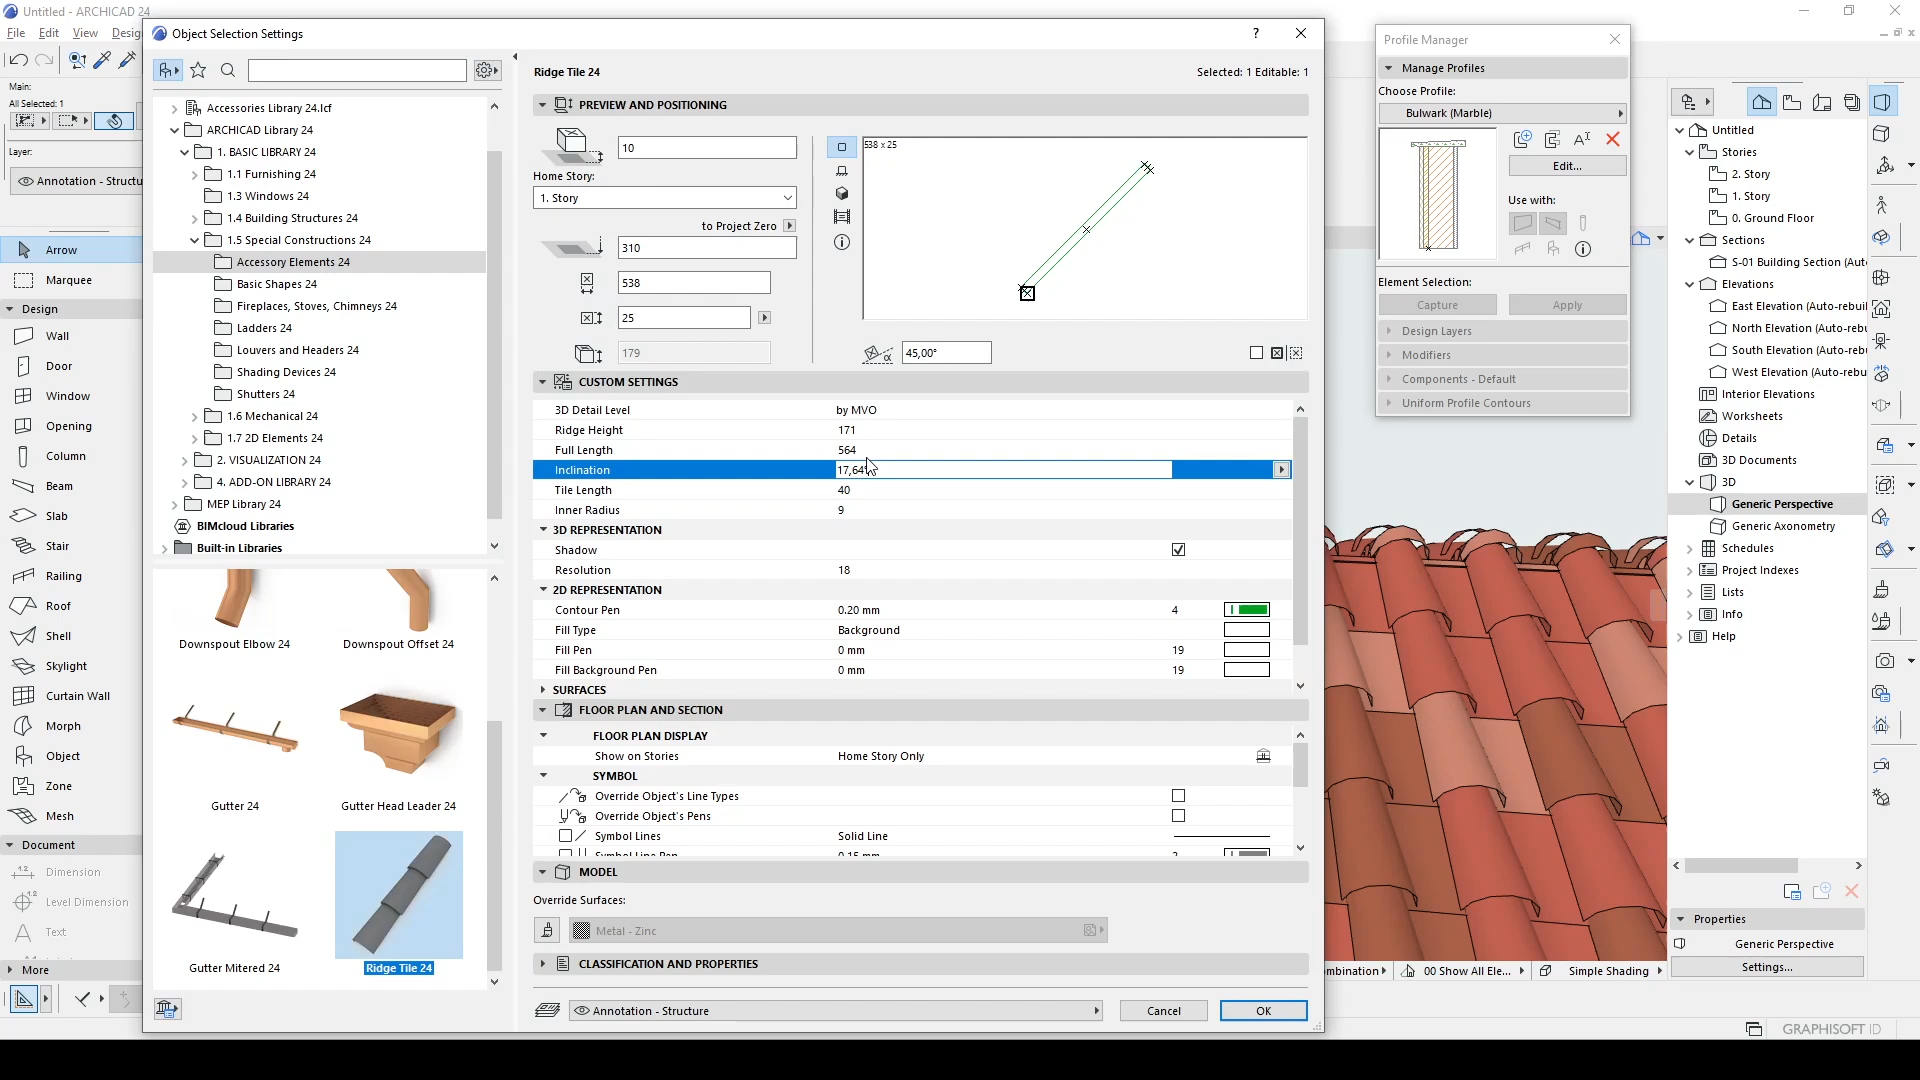 Untitled - ARCHICAD 24
File Edit View Desig
Main:
All Selected: 1
Layer:
Annotation - Structu
Arrow
Marquee
Design
Wall
Door
Window
Opening
Column
Beam
Slab
Stair
Railing
Roof
Shell
Skylight
Curtain Wall
Morph
Object
Zone
Mesh
Document
Dimension
Level Dimension
Text
More
Object Selection Settings
Accessories Library 24.lcf
ARCHICAD Library 24
1. BASIC LIBRARY 24
1.1 Furnishing 24
1.3 Windows 24
1.4 Building Structures 24
1.5 Special Constructions 24
Accessory Elements 24
Basic Shapes 24
Fireplaces, Stoves, Chimneys 24
Ladders 24
Louvers and Headers 24
Shading Devices 24
Shutters 24
1.6 Mechanical 24
1.7 2D Elements 24
2. VISUALIZATION 24
4. ADD-ON LIBRARY 24
MEP Library 24
BIMcloud Libraries
Built-in Libraries
Downspout Elbow 24
Downspout Offset 24
Gutter 24
Gutter Head Leader 24
Gutter Mitered 24
Ridge Tile 24
Ridge Tile 24
Selected: 1 Editable: 1
PREVIEW AND POSITIONING
10
Home Story:
1. Story
to Project Zero
310
538
25
179
538 x 25
45,00°
CUSTOM SETTINGS
3D Detail Level by MVO
Ridge Height 171
Full Length 564
Inclination 17,64°
Tile Length 40
Inner Radius 9
3D REPRESENTATION
Shadow
Resolution 18
2D REPRESENTATION
Contour Pen 0.20 mm 4
Fill Type Background
Fill Pen 0 mm 19
Fill Background Pen 0 mm 19
SURFACES
FLOOR PLAN AND SECTION
FLOOR PLAN DISPLAY
Show on Stories Home Story Only
SYMBOL
Override Object's Line Types
Override Object's Pens
Symbol Lines Solid Line
Symbol Line Pen 0.15 mm 2
MODEL
Override Surfaces:
Metal - Zinc
CLASSIFICATION AND PROPERTIES
Annotation - Structure
Cancel
OK
Profile Manager
Manage Profiles
Choose Profile:
Bulwark (Marble)
Edit...
Use with:
Element Selection:
Capture
Apply
Design Layers
Modifiers
Components - Default
Uniform Profile Contours
Untitled
Stories
2. Story
1. Story
0. Ground Floor
Sections
S-01 Building Section (Aut
Elevations
East Elevation (Auto-rebuil
North Elevation (Auto-rebu
South Elevation (Auto-rebu
West Elevation (Auto-rebu
Interior Elevations
Worksheets
Details
3D Documents
3D
Generic Perspective
Generic Axonometry
Schedules
Project Indexes
Lists
Info
Help
Properties
Generic Perspective
Settings...
ombination
00 Show All Ele...
Simple Shading
GRAPHISOFT ID